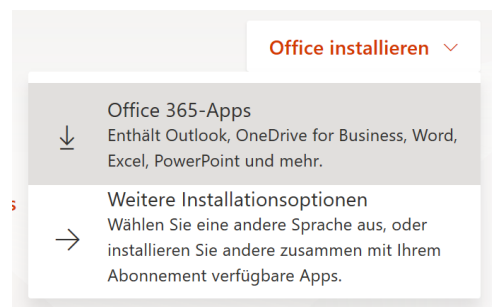 Office installieren
Office 365-Apps
Enthält Outlook, OneDrive for Business, Word,
Excel, PowerPoint und mehr.
Weitere Installationsoptionen
Wählen Sie eine andere Sprache aus, oder
installieren Sie andere zusammen mit Ihrem
Abonnement verfügbare Apps.